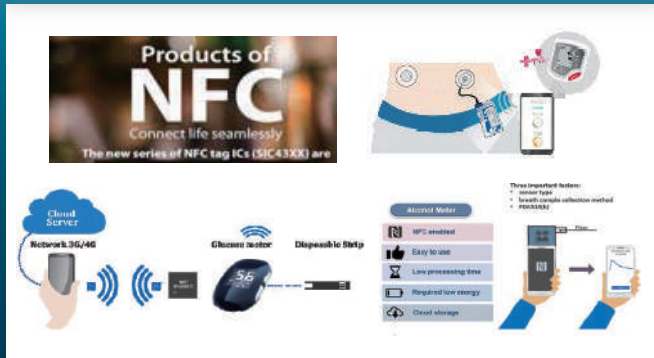 Products of
NFC
Connect life seamlessly
The new series of NFC tag ICs (SIC43XX) are
Cloud
Server
Network 3G/4G
Glucose meter
Disposable Strip
56
Three important factors:
• sensor type
• breath sample collection method
• FDA510(k)
Alcohol Meter
NFC enabled
Easy to use
Low processing time
Required low energy
Cloud storage